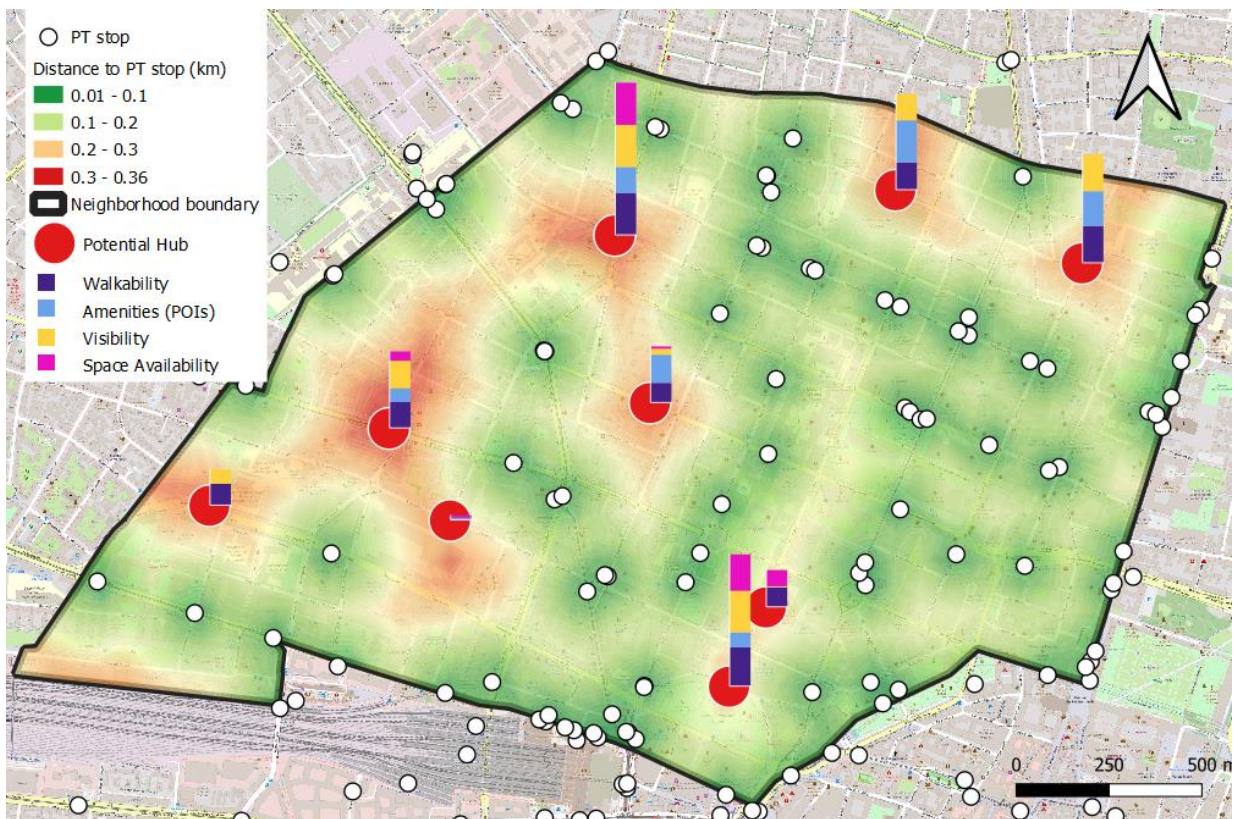 PT stop
Distance to PT stop (km)
0.01 - 0.1
0.1 - 0.2
0.2 - 0.3
0.3 - 0.36
Neighborhood boundary
Potential Hub
Walkability
Amenities (POIs)
Visibility
Space Availability
0 250 500 m